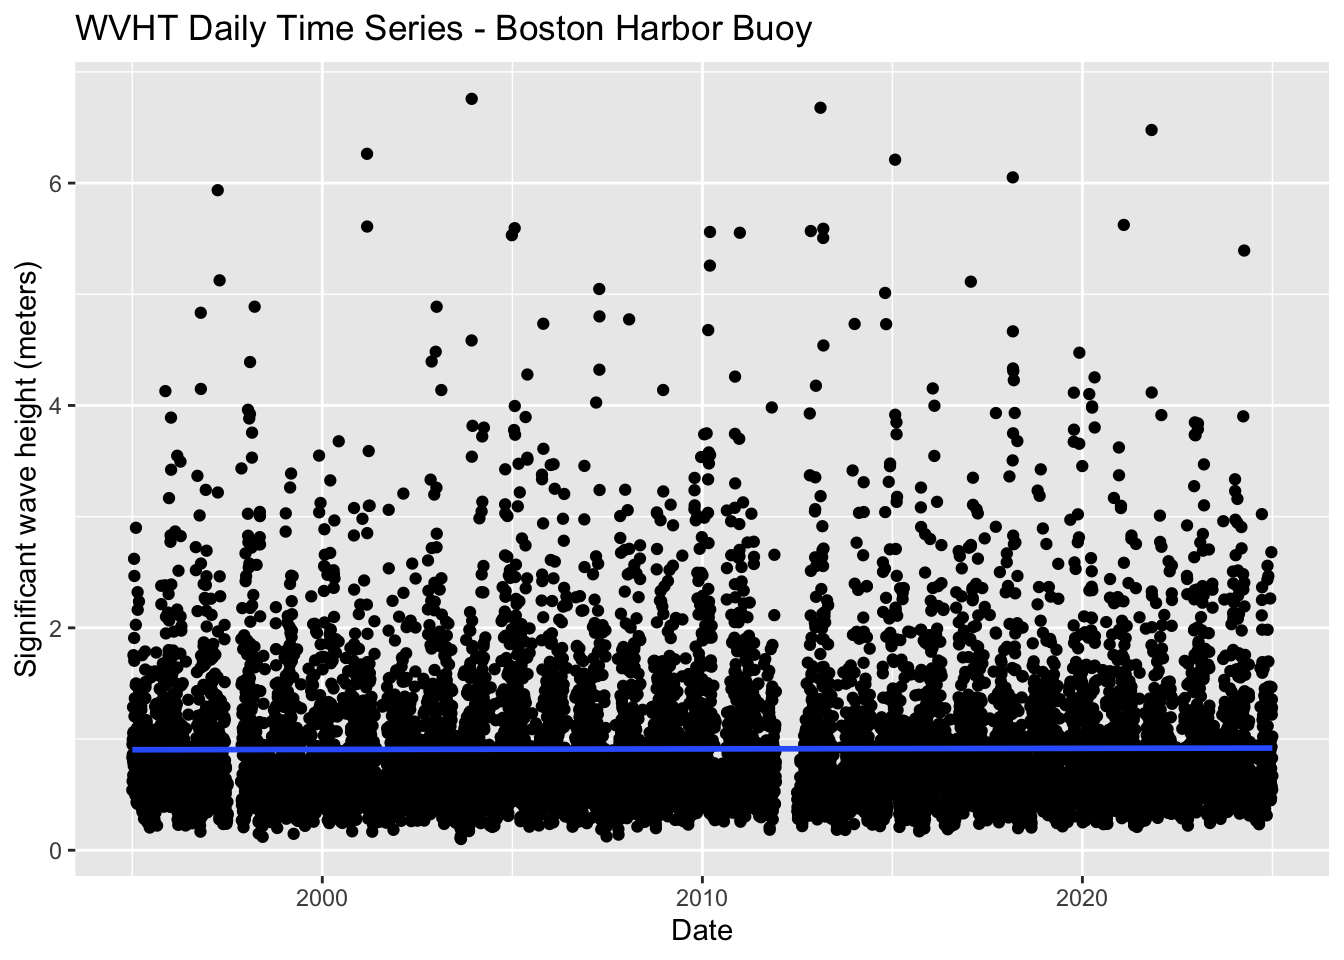 WVHT Daily Time Series - Boston Harbor Buoy
Significant wave height (meters)
6
4
2
0
2000
2010
2020
Date